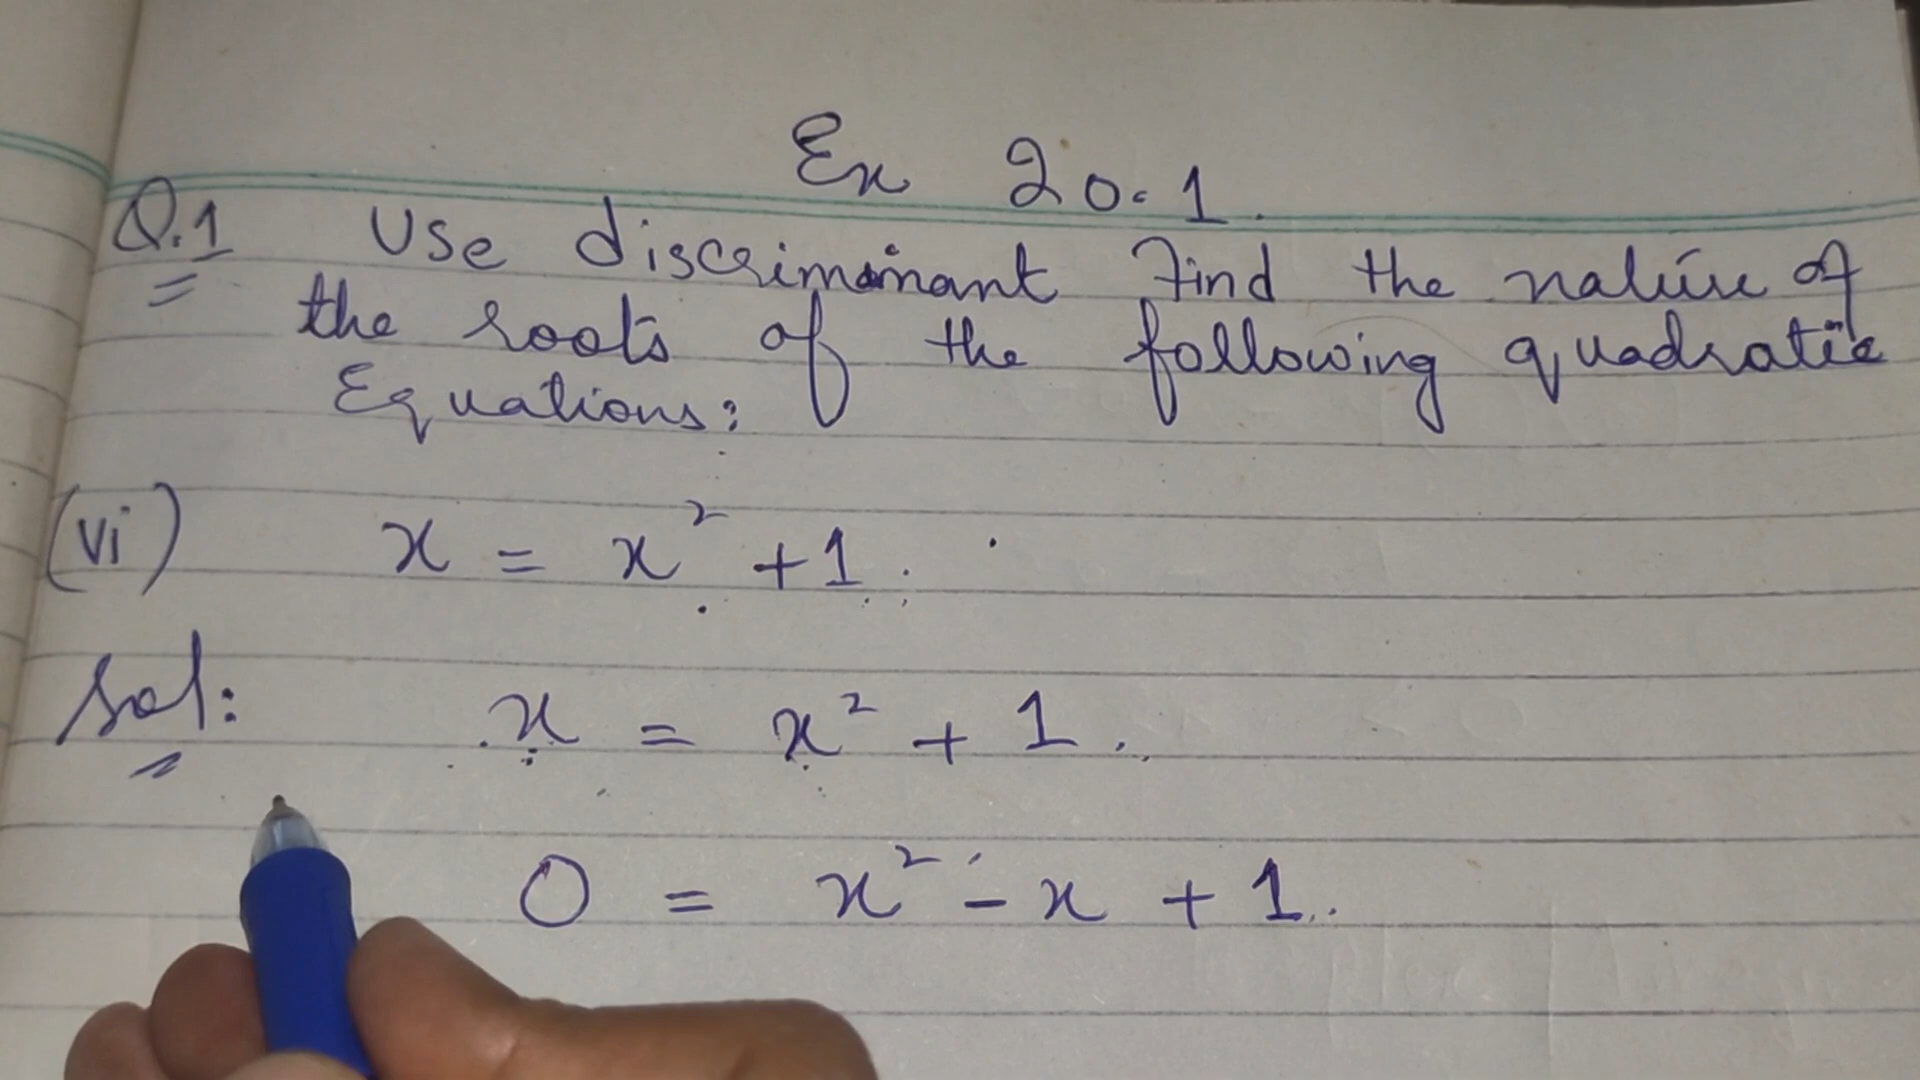 Ex 20.1.
Q.1 Use discriminant find the nature of
the roots of the following quadratic
Equations:
(vi) x = x² + 1.
Sol: x = x² + 1.
0 = x² - x + 1.